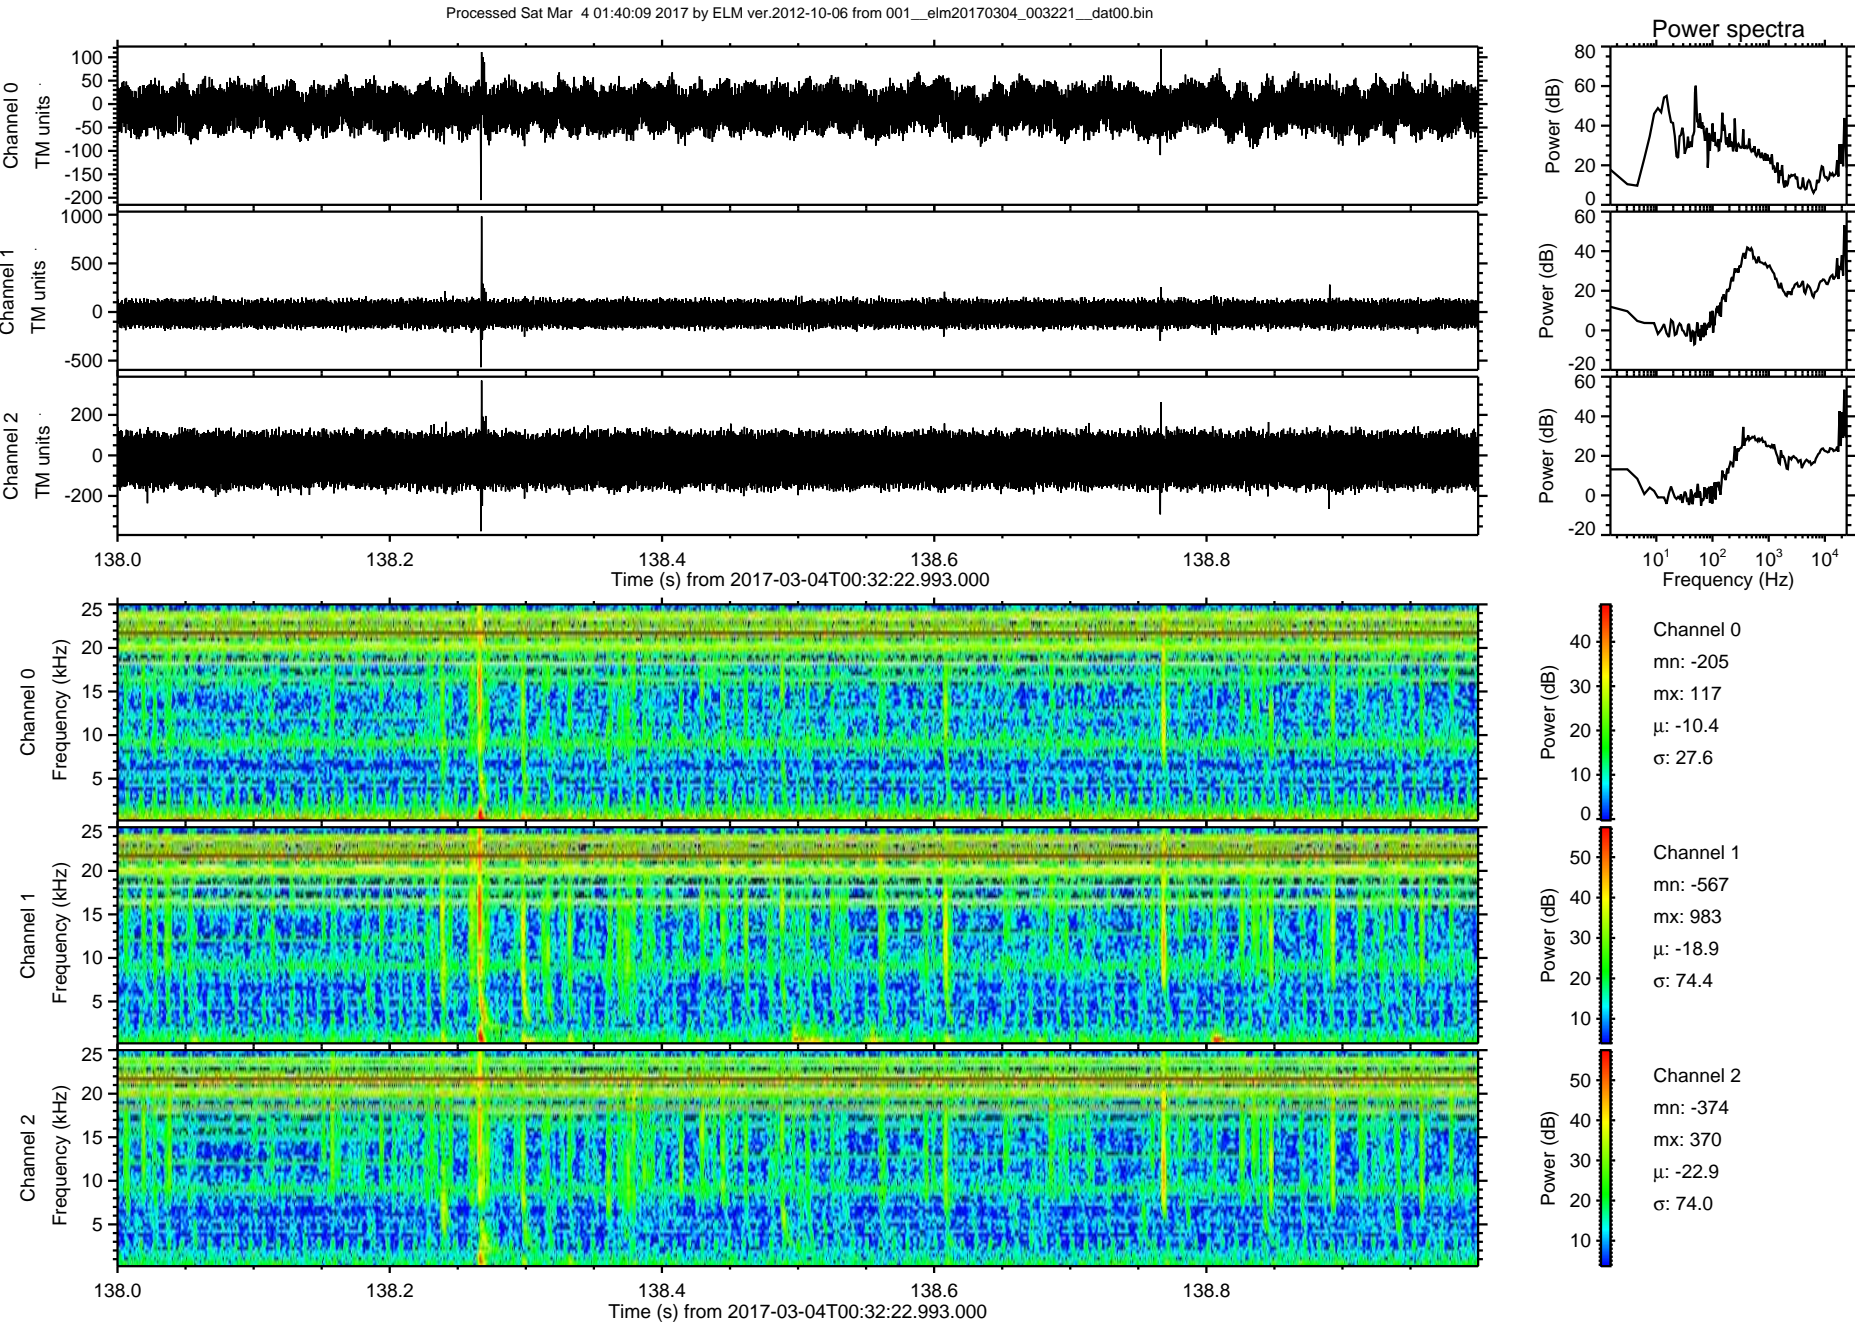 Processed Sat Mar  4 01:40:09 2017 by ELM ver.2012-10-06 from 001__elm20170304_003221__dat00.bin
Power spectra
Channel 0
TM units
100
50
0
-50
-100
-150
-200
Power (dB)
80
60
40
20
0
Channel 1
TM units
1000
500
0
-500
Power (dB)
60
40
20
0
-20
Channel 2
TM units
200
0
-200
Power (dB)
60
40
20
0
-20
138.0 138.2 138.4 138.6 138.8
Time (s) from 2017-03-04T00:32:22.993.000
10¹ 10² 10³ 10⁴
Frequency (Hz)
Channel 0
Frequency (kHz)
25
20
15
10
5
Power (dB)
40
30
20
10
0
Channel 0
mn: -205
mx: 117
μ: -10.4
σ: 27.6
Channel 1
Frequency (kHz)
25
20
15
10
5
Power (dB)
50
40
30
20
10
Channel 1
mn: -567
mx: 983
μ: -18.9
σ: 74.4
Channel 2
Frequency (kHz)
25
20
15
10
5
Power (dB)
50
40
30
20
10
Channel 2
mn: -374
mx: 370
μ: -22.9
σ: 74.0
138.0 138.2 138.4 138.6 138.8
Time (s) from 2017-03-04T00:32:22.993.000